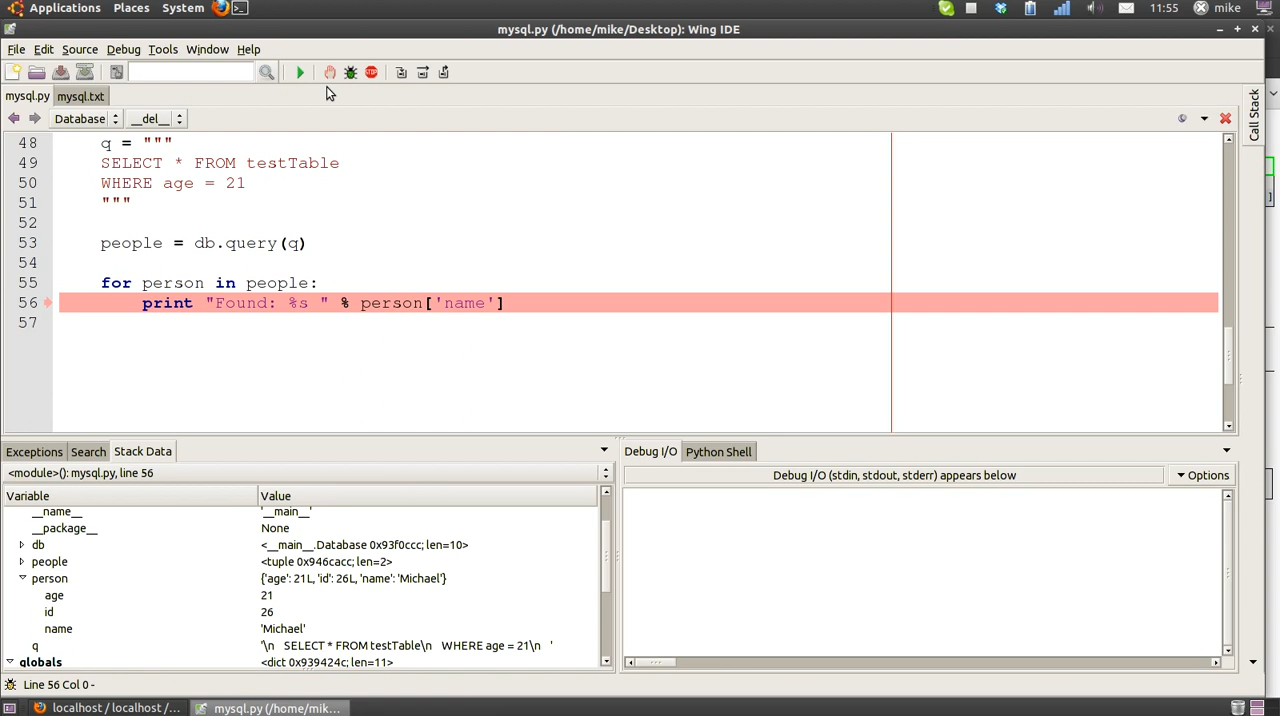 Applications Places System 11:55 mike
mysql.py (/home/mike/Desktop): Wing IDE
File Edit Source Debug Tools Window Help
STOP
mysql.py mysql.txt
Call Stack
Database __del__
48 q = """
49 SELECT * FROM testTable
50 WHERE age = 21
51 """
52
53 people = db.query(q)
54
55 for person in people:
56 print "Found: %s " % person['name']
57
Exceptions Search Stack Data
Debug I/O Python Shell
<module>(): mysql.py, line 56
Debug I/O (stdin, stdout, stderr) appears below Options
Variable Value
__name__ '__main__'
__package__ None
db <__main__.Database 0x93f0ccc; len=10>
people <tuple 0x946cacc; len=2>
person {'age': 21L, 'id': 26L, 'name': 'Michael'}
age 21
id 26
name 'Michael'
q '\n SELECT * FROM testTable\n WHERE age = 21\n '
globals <dict 0x939424c; len=11>
Line 56 Col 0-
localhost / localhost /... mysql.py (/home/mik...